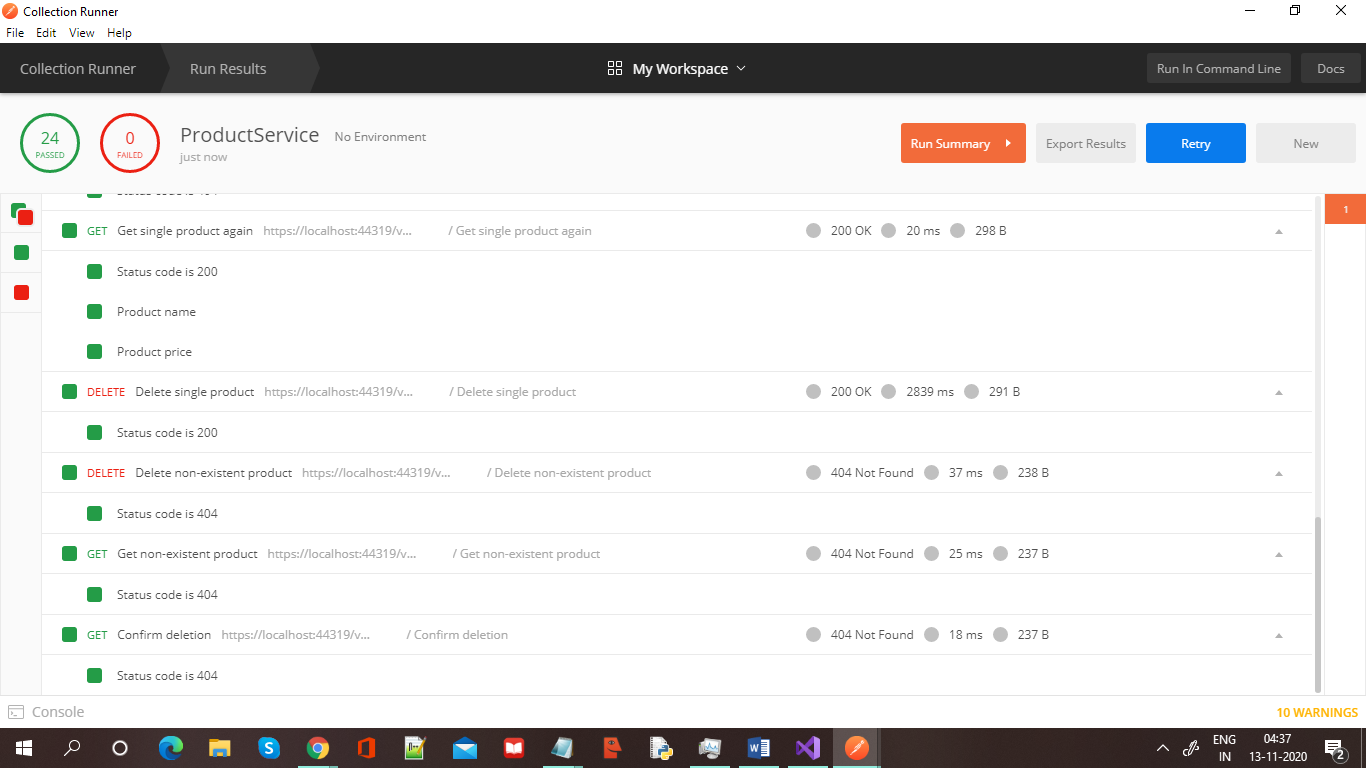 Collection Runner
File Edit View Help
Collection Runner Run Results My Workspace Run In Command Line Docs
24 PASSED
0 FAILED
ProductService No Environment
just now
Run Summary Export Results Retry New
1
Status code is 404
GET Get single product again https://localhost:44319/v... / Get single product again 200 OK 20 ms 298 B
Status code is 200
Product name
Product price
DELETE Delete single product https://localhost:44319/v... / Delete single product 200 OK 2839 ms 291 B
Status code is 200
DELETE Delete non-existent product https://localhost:44319/v... / Delete non-existent product 404 Not Found 37 ms 238 B
Status code is 404
GET Get non-existent product https://localhost:44319/v... / Get non-existent product 404 Not Found 25 ms 237 B
Status code is 404
GET Confirm deletion https://localhost:44319/v... / Confirm deletion 404 Not Found 18 ms 237 B
Status code is 404
Console 10 WARNINGS
ENG 04:37
IN 13-11-2020 2